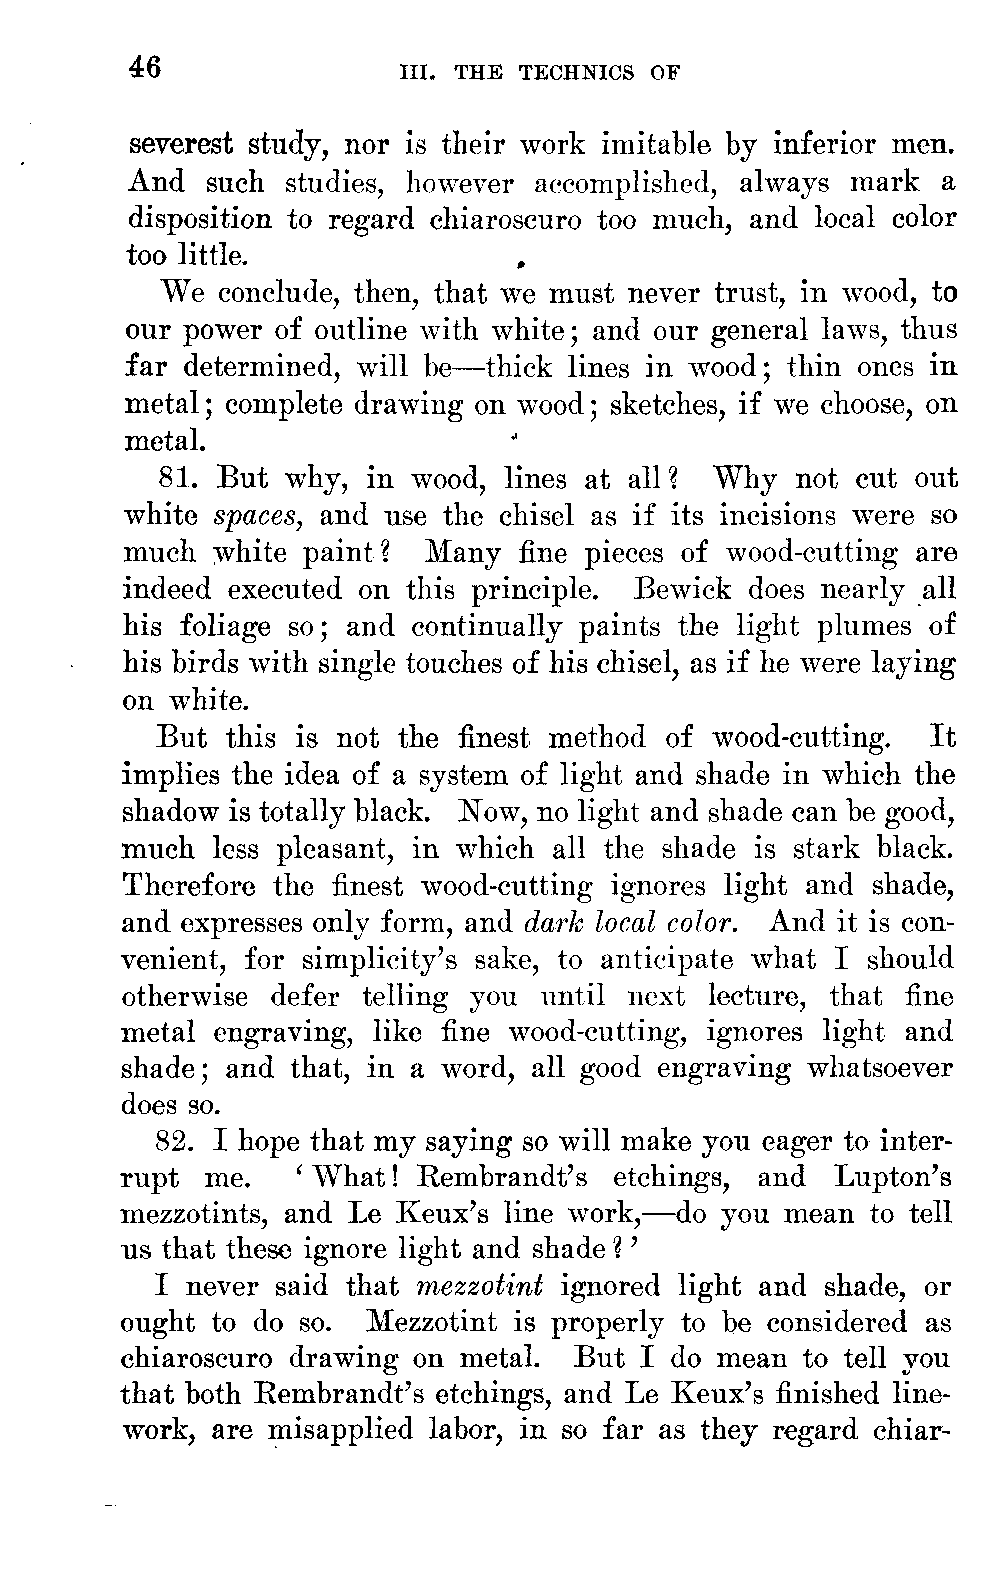 46 III. THE TECHNICS OF
severest study, nor is their work imitable by inferior men.
And such studies, however accomplished, always mark a
disposition to regard chiaroscuro too much, and local color
too little.
We conclude, then, that we must never trust, in wood, to
our power of outline with white; and our general laws, thus
far determined, will be—thick lines in wood; thin ones in
metal; complete drawing on wood; sketches, if we choose, on
metal.
81. But why, in wood, lines at all? Why not cut out
white spaces, and use the chisel as if its incisions were so
much white paint? Many fine pieces of wood-cutting are
indeed executed on this principle. Bewick does nearly all
his foliage so; and continually paints the light plumes of
his birds with single touches of his chisel, as if he were laying
on white.
But this is not the finest method of wood-cutting. It
implies the idea of a system of light and shade in which the
shadow is totally black. Now, no light and shade can be good,
much less pleasant, in which all the shade is stark black.
Therefore the finest wood-cutting ignores light and shade,
and expresses only form, and dark local color. And it is con-
venient, for simplicity's sake, to anticipate what I should
otherwise defer telling you until next lecture, that fine
metal engraving, like fine wood-cutting, ignores light and
shade; and that, in a word, all good engraving whatsoever
does so.
82. I hope that my saying so will make you eager to inter-
rupt me. 'What! Rembrandt's etchings, and Lupton's
mezzotints, and Le Keux's line work,—do you mean to tell
us that these ignore light and shade?'
I never said that mezzotint ignored light and shade, or
ought to do so. Mezzotint is properly to be considered as
chiaroscuro drawing on metal. But I do mean to tell you
that both Rembrandt's etchings, and Le Keux's finished line-
work, are misapplied labor, in so far as they regard chiar-